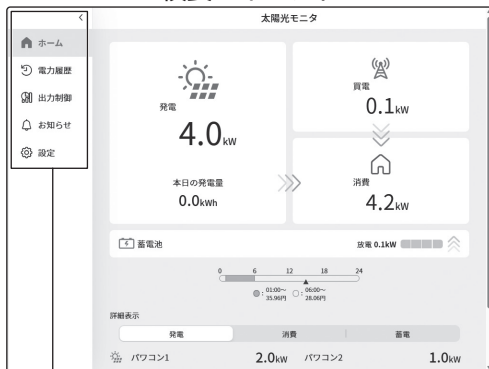 太陽光モニタ
ホーム
電力履歴
出力制御
お知らせ
設定
発電
4.0kW
本日の発電量
0.0kWh
買電
0.1kW
消費
4.2kW
蓄電池
放電 0.1kW
0 6 12 18 24
: 01:00〜 35.96円
: 06:00〜 28.06円
詳細表示
発電 消費 蓄電
パワコン1 2.0kW パワコン2 1.0kW